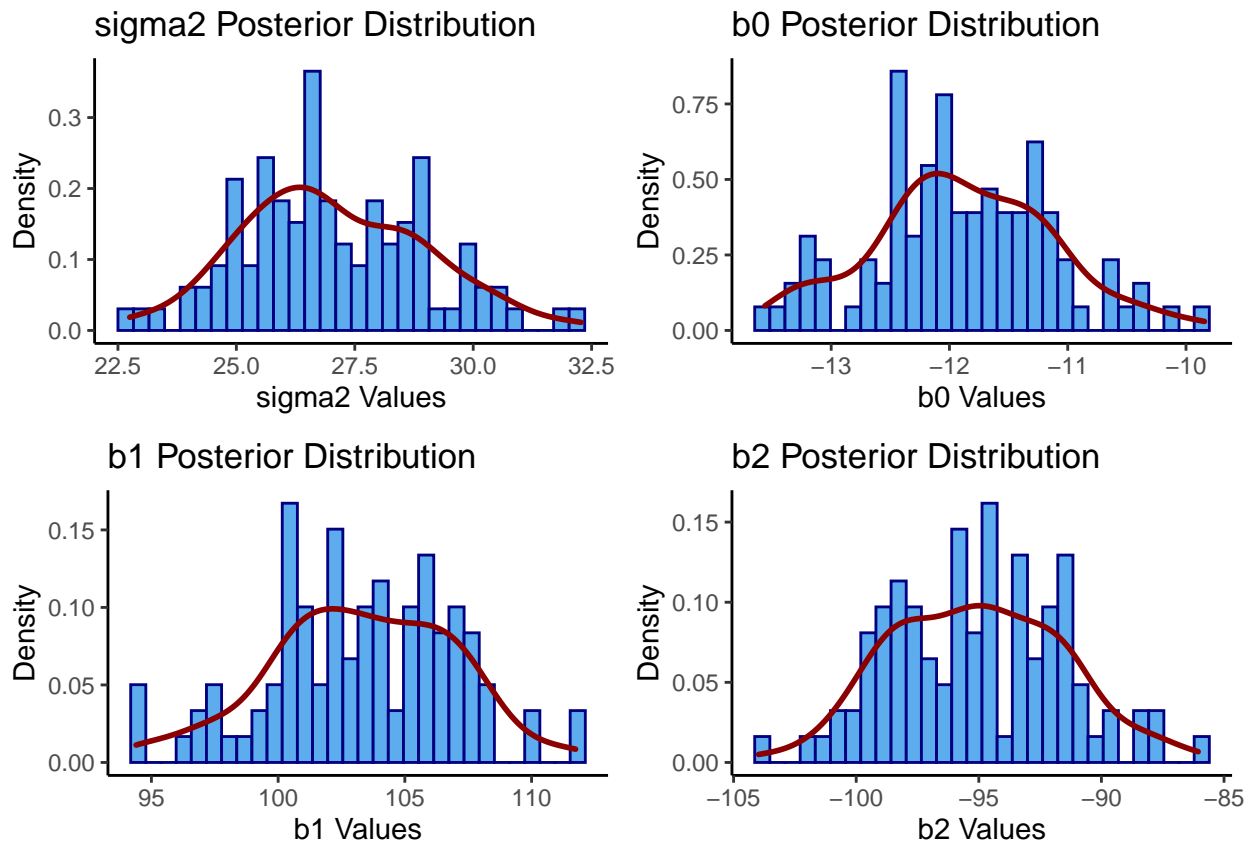 sigma2 Posterior Distribution
Density
0.3
0.2
0.1
0.0
22.5 25.0 27.5 30.0 32.5
sigma2 Values
b0 Posterior Distribution
Density
0.75
0.50
0.25
0.00
−13 −12 −11 −10
b0 Values
b1 Posterior Distribution
Density
0.15
0.10
0.05
0.00
95 100 105 110
b1 Values
b2 Posterior Distribution
Density
0.15
0.10
0.05
0.00
−105 −100 −95 −90 −85
b2 Values